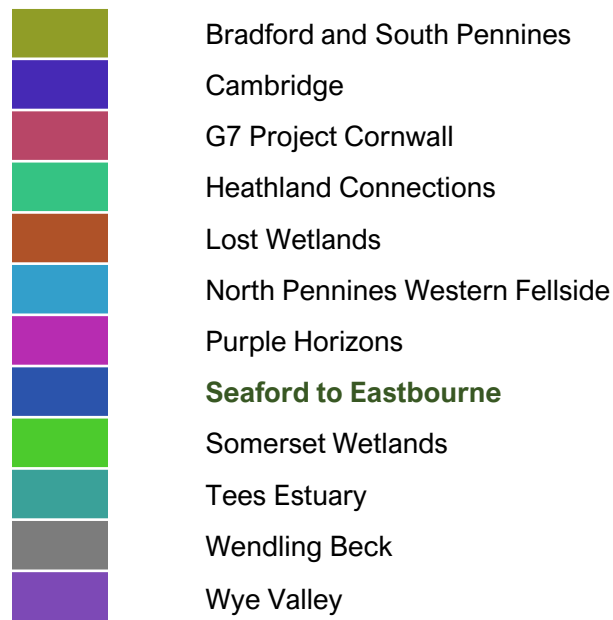 Bradford and South Pennines
Cambridge
G7 Project Cornwall
Heathland Connections
Lost Wetlands
North Pennines Western Fellside
Purple Horizons
Seaford to Eastbourne
Somerset Wetlands
Tees Estuary
Wendling Beck
Wye Valley